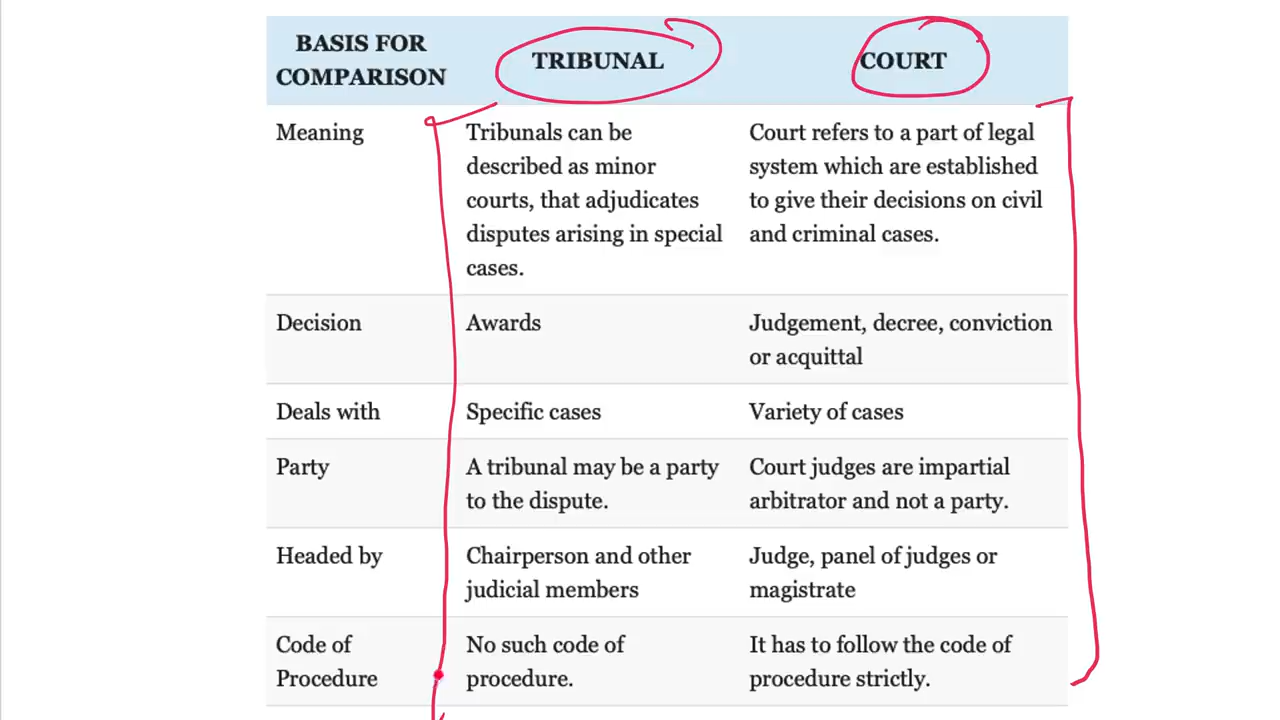 BASIS FOR
COMPARISON
TRIBUNAL
COURT
Meaning
Tribunals can be
described as minor
courts, that adjudicates
disputes arising in special
cases.
Court refers to a part of legal
system which are established
to give their decisions on civil
and criminal cases.
Decision
Awards
Judgement, decree, conviction
or acquittal
Deals with
Specific cases
Variety of cases
Party
A tribunal may be a party
to the dispute.
Court judges are impartial
arbitrator and not a party.
Headed by
Chairperson and other
judicial members
Judge, panel of judges or
magistrate
Code of
Procedure
No such code of
procedure.
It has to follow the code of
procedure strictly.